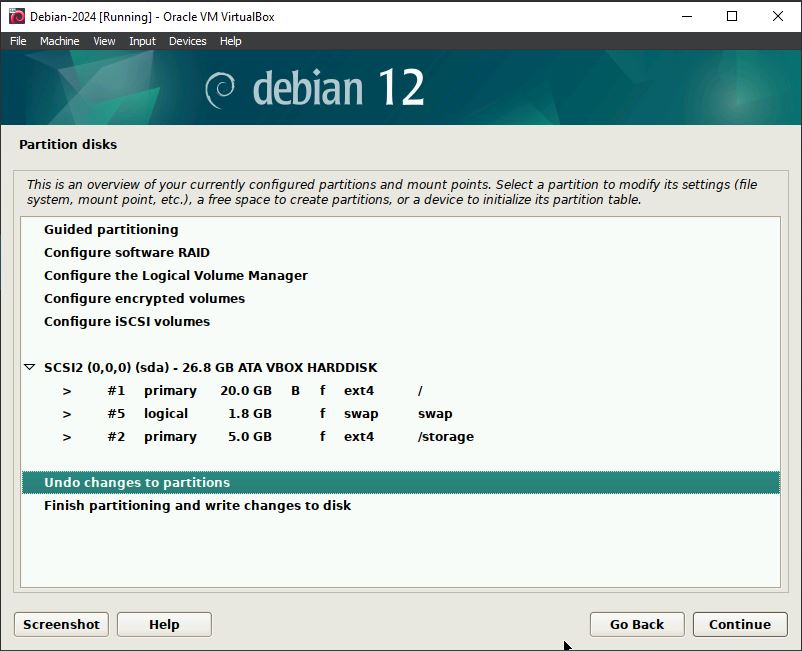 Debian-2024 [Running] - Oracle VM VirtualBox
File Machine View Input Devices Help
debian 12
Partition disks
This is an overview of your currently configured partitions and mount points. Select a partition to modify its settings (file
system, mount point, etc.), a free space to create partitions, or a device to initialize its partition table.
Guided partitioning
Configure software RAID
Configure the Logical Volume Manager
Configure encrypted volumes
Configure iSCSI volumes
SCSI2 (0,0,0) (sda) - 26.8 GB ATA VBOX HARDDISK
> #1 primary 20.0 GB B f ext4 /
> #5 logical 1.8 GB f swap swap
> #2 primary 5.0 GB f ext4 /storage
Undo changes to partitions
Finish partitioning and write changes to disk
Screenshot Help Go Back Continue